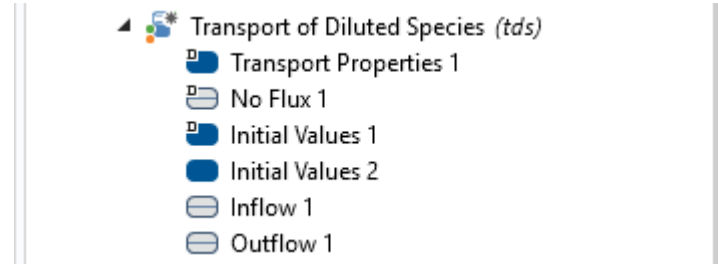 Transport of Diluted Species (tds)
D Transport Properties 1
D No Flux 1
D Initial Values 1
Initial Values 2
Inflow 1
Outflow 1